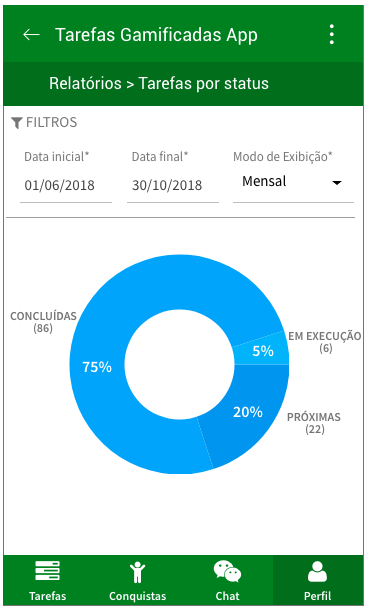 Tarefas Gamificadas App
Relatórios > Tarefas por status
FILTROS
Data inicial*
Data final*
Modo de Exibição*
01/06/2018
30/10/2018
Mensal
CONCLUÍDAS
(86)
EM EXECUÇÃO
(6)
5%
75%
20%
PRÓXIMAS
(22)
Tarefas
Conquistas
Chat
Perfil